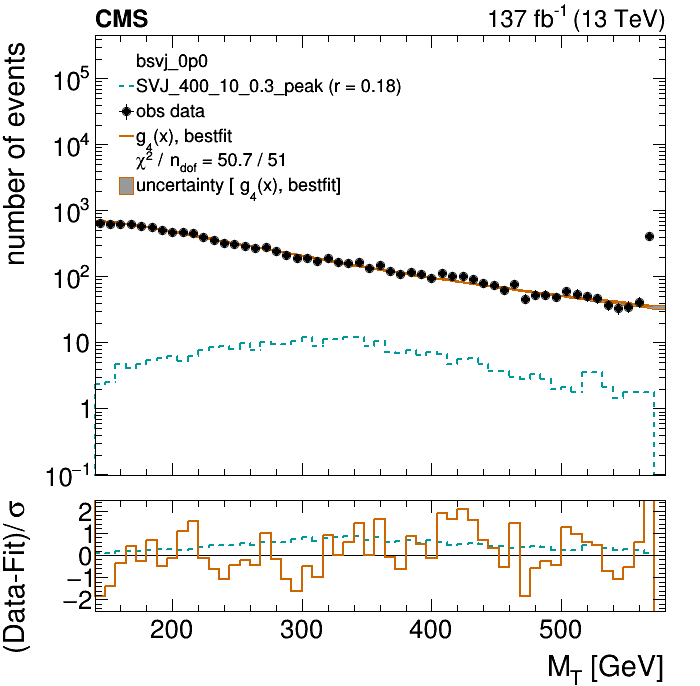 CMS 137 fb⁻¹ (13 TeV)
number of events
bsvj_0p0
SVJ_400_10_0.3_peak (r = 0.18)
obs data
g₄(x), bestfit
χ² / n_dof = 50.7 / 51
uncertainty [ g₄(x), bestfit]
10⁵
10⁴
10³
10²
10
1
10⁻¹
(Data-Fit)/ σ
2
1
0
−1
−2
200 300 400 500
M_T [GeV]